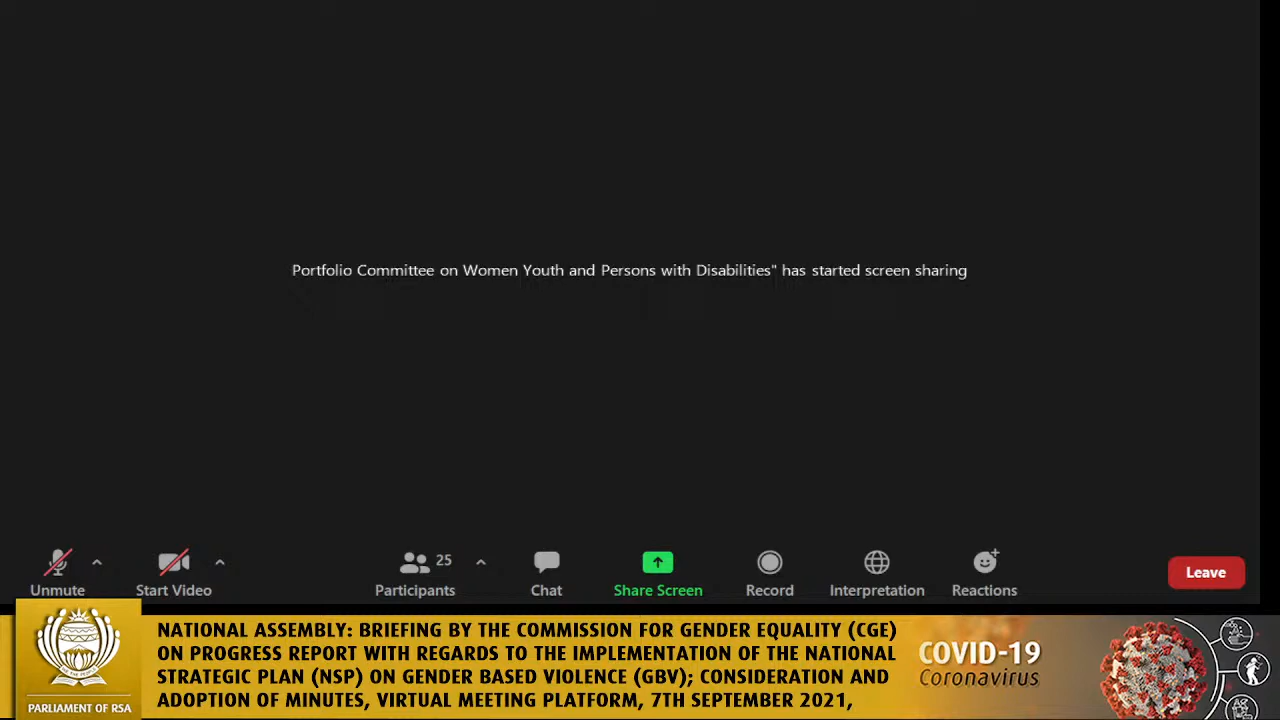 Portfolio Committee on Women Youth and Persons with Disabilities" has started screen sharing
25
Unmute
Start Video
Participants
Chat
Share Screen
Record
Interpretation
Reactions
Leave
NATIONAL ASSEMBLY: BRIEFING BY THE COMMISSION FOR GENDER EQUALITY (CGE)
ON PROGRESS REPORT WITH REGARDS TO THE IMPLEMENTATION OF THE NATIONAL
STRATEGIC PLAN (NSP) ON GENDER BASED VIOLENCE (GBV); CONSIDERATION AND
ADOPTION OF MINUTES, VIRTUAL MEETING PLATFORM, 7TH SEPTEMBER 2021,
PARLIAMENT OF RSA
COVID-19
Coronavirus